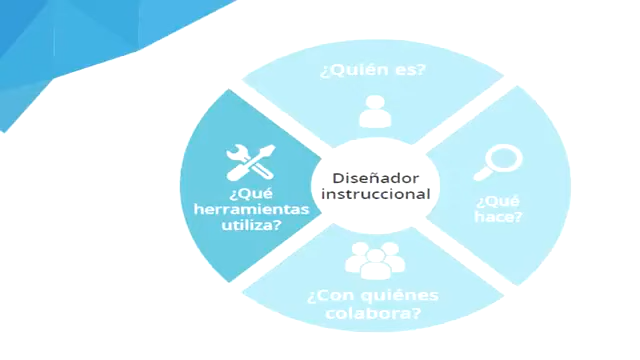 ¿Quién es?
Diseñador
instruccional
¿Qué
herramientas
utiliza?
¿Qué
hace?
¿Con quiénes
colabora?